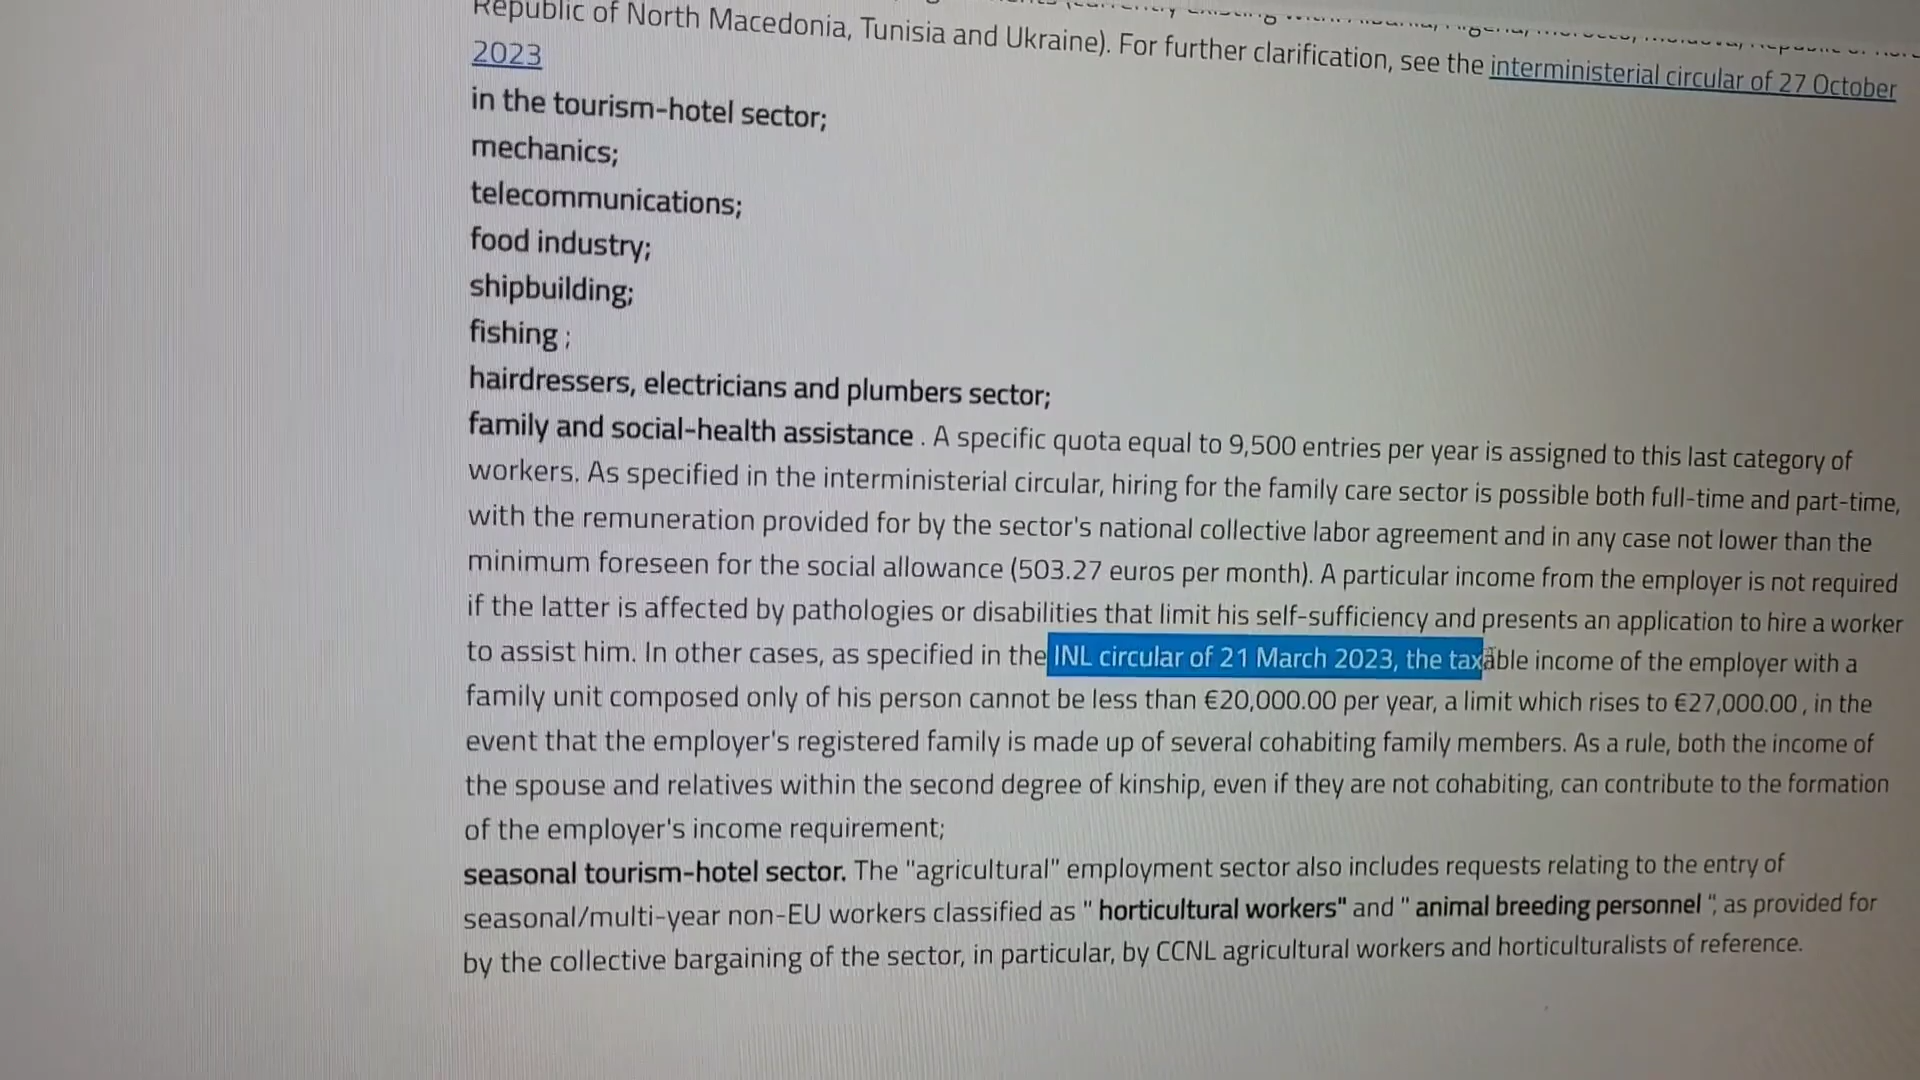 Republic of North Macedonia, Tunisia and Ukraine). For further clarification, see the interministerial circular of 27 October
2023
in the tourism-hotel sector;
mechanics;
telecommunications;
food industry;
shipbuilding;
fishing ;
hairdressers, electricians and plumbers sector;
family and social-health assistance . A specific quota equal to 9,500 entries per year is assigned to this last category of
workers. As specified in the interministerial circular, hiring for the family care sector is possible both full-time and part-time,
with the remuneration provided for by the sector's national collective labor agreement and in any case not lower than the
minimum foreseen for the social allowance (503.27 euros per month). A particular income from the employer is not required
if the latter is affected by pathologies or disabilities that limit his self-sufficiency and presents an application to hire a worker
to assist him. In other cases, as specified in the INL circular of 21 March 2023, the taxable income of the employer with a
family unit composed only of his person cannot be less than €20,000.00 per year, a limit which rises to €27,000.00 , in the
event that the employer's registered family is made up of several cohabiting family members. As a rule, both the income of
the spouse and relatives within the second degree of kinship, even if they are not cohabiting, can contribute to the formation
of the employer's income requirement;
seasonal tourism-hotel sector. The "agricultural" employment sector also includes requests relating to the entry of
seasonal/multi-year non-EU workers classified as " horticultural workers" and " animal breeding personnel ", as provided for
by the collective bargaining of the sector, in particular, by CCNL agricultural workers and horticulturalists of reference.